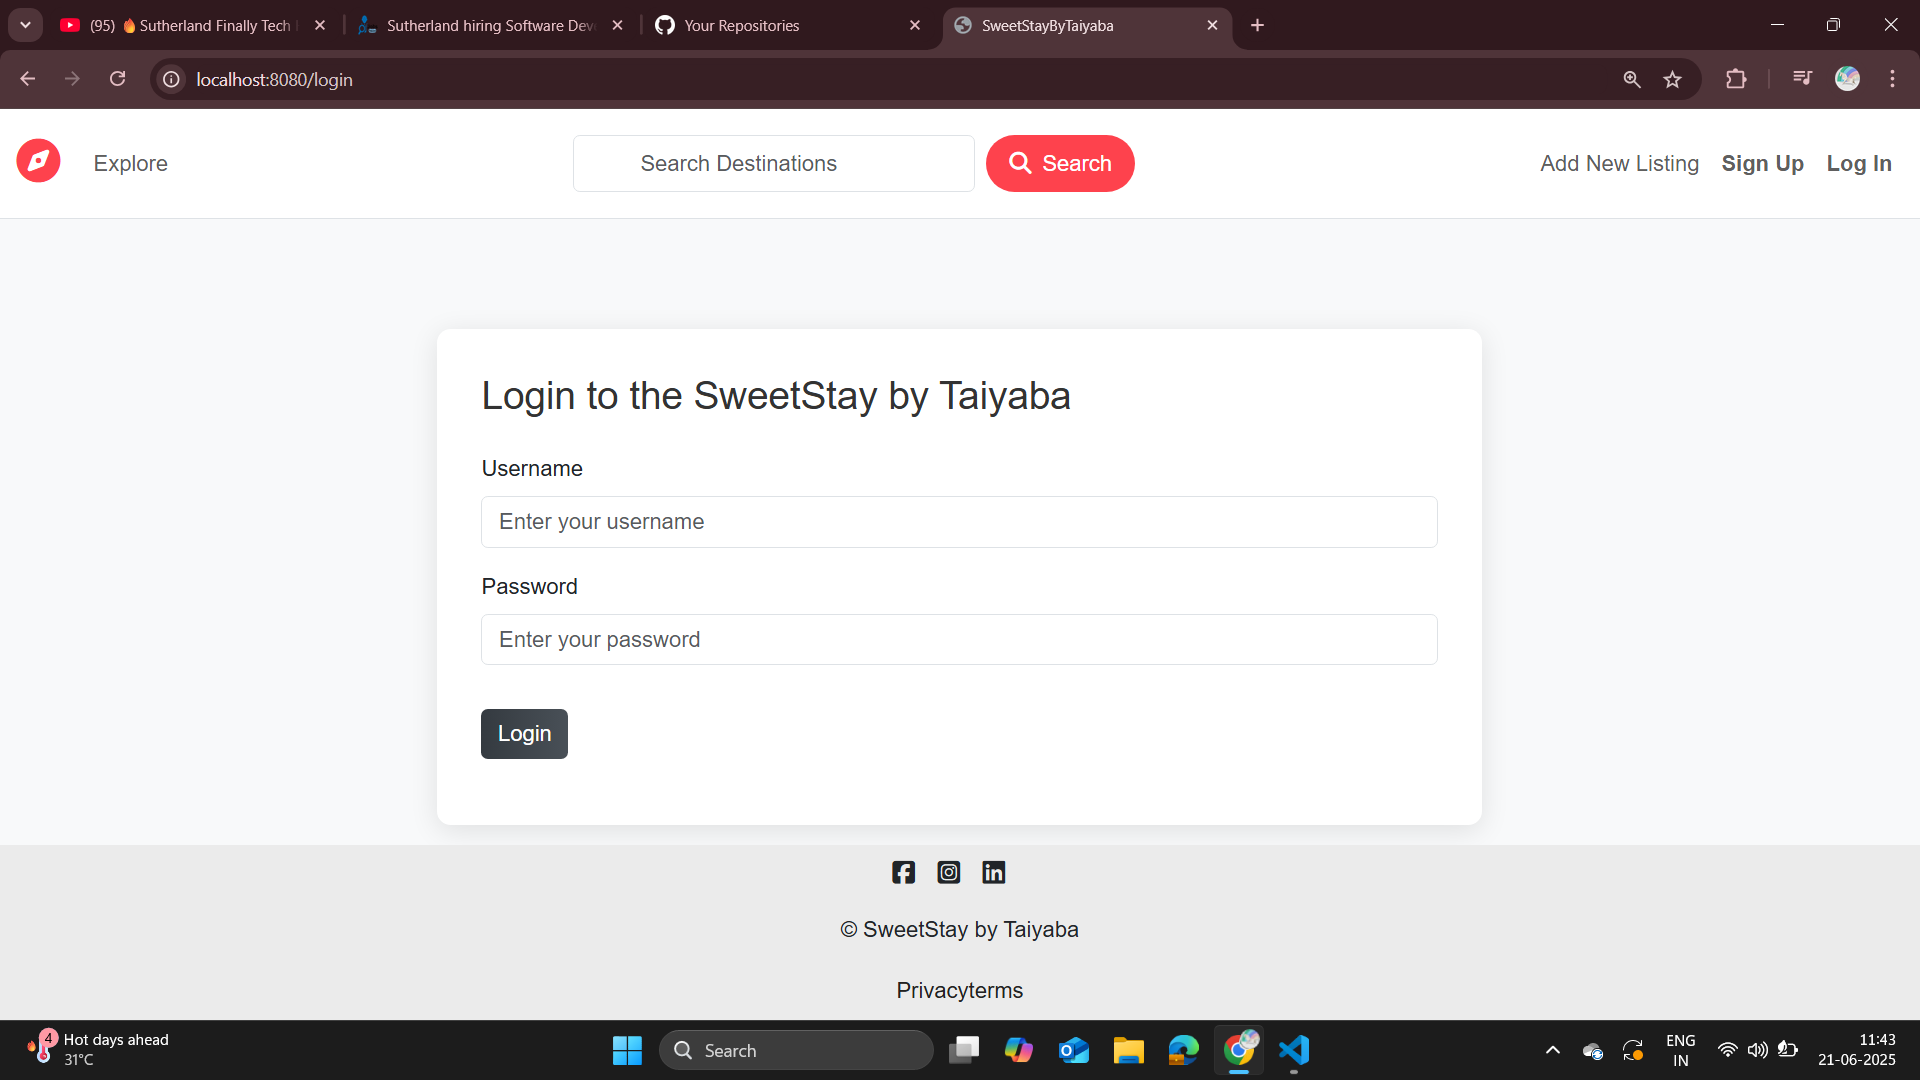 (95) 🔥Sutherland Finally Tech
Sutherland hiring Software Dev
Your Repositories
SweetStayByTaiyaba
localhost:8080/login
Explore
Search Destinations
Search
Add New Listing
Sign Up
Log In
Login to the SweetStay by Taiyaba
Username
Enter your username
Password
Enter your password
Login
© SweetStay by Taiyaba
Privacyterms
4
Hot days ahead
31°C
Search
ENG
IN
11:43
21-06-2025